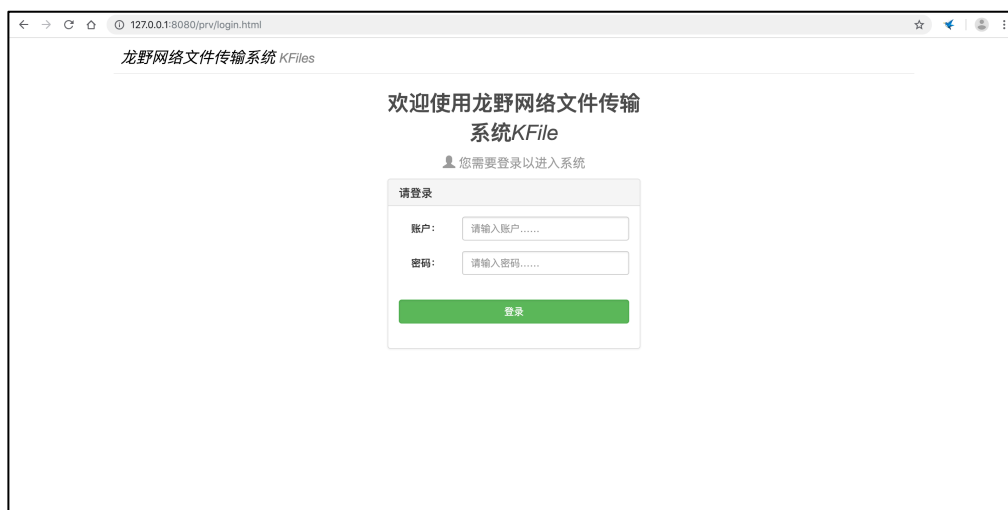 127.0.0.1:8080/prv/login.html
龙野网络文件传输系统 KFiles
欢迎使用龙野网络文件传输
系统KFile
您需要登录以进入系统
请登录
账户：
请输入账户……
密码：
请输入密码……
登录